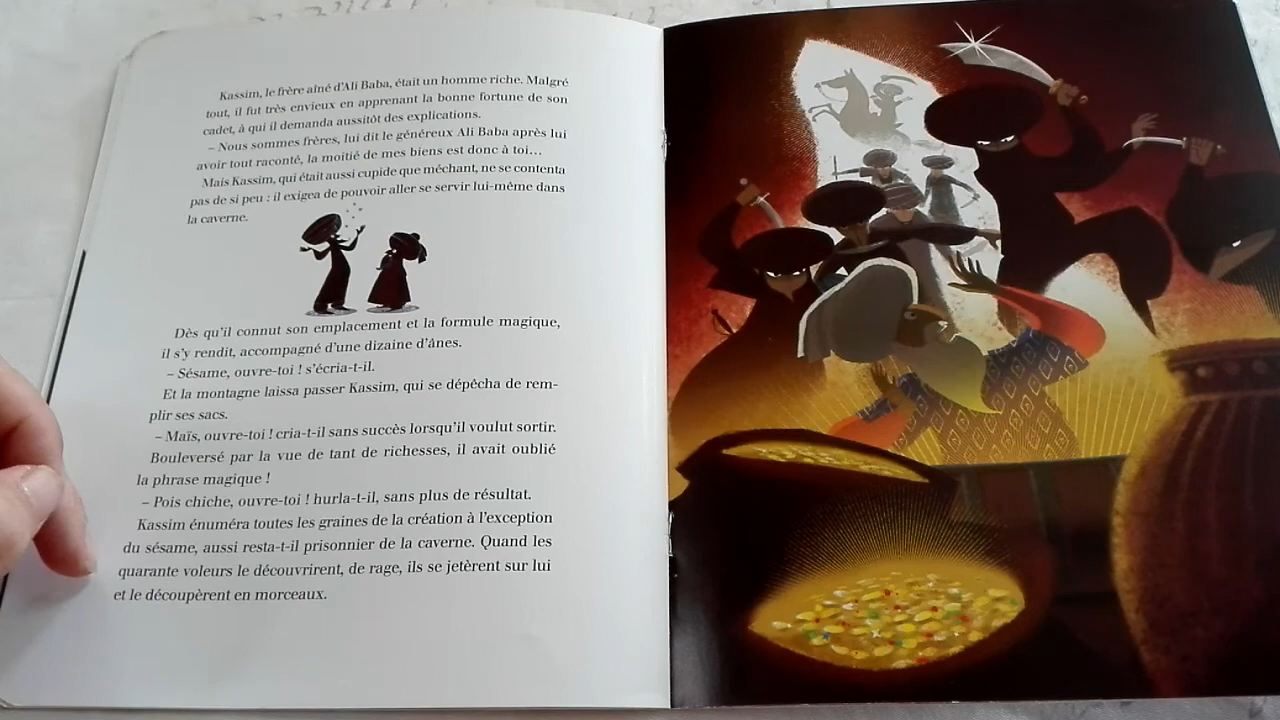 Kassim, le frère aîné d'Ali Baba, était un homme riche. Malgré
tout, il fut très envieux en apprenant la bonne fortune de son
cadet, à qui il demanda aussitôt des explications.
– Nous sommes frères, lui dit le généreux Ali Baba après lui
avoir tout raconté, la moitié de mes biens est donc à toi...
Mais Kassim, qui était aussi cupide que méchant, ne se contenta
pas de si peu : il exigea de pouvoir aller se servir lui-même dans
la caverne.
Dès qu'il connut son emplacement et la formule magique,
il s'y rendit, accompagné d'une dizaine d'ânes.
– Sésame, ouvre-toi ! s'écria-t-il.
Et la montagne laissa passer Kassim, qui se dépêcha de rem-
plir ses sacs.
– Maïs, ouvre-toi ! cria-t-il sans succès lorsqu'il voulut sortir.
Bouleversé par la vue de tant de richesses, il avait oublié
la phrase magique !
– Pois chiche, ouvre-toi ! hurla-t-il, sans plus de résultat.
Kassim énuméra toutes les graines de la création à l'exception
du sésame, aussi resta-t-il prisonnier de la caverne. Quand les
quarante voleurs le découvrirent, de rage, ils se jetèrent sur lui
et le découpèrent en morceaux.